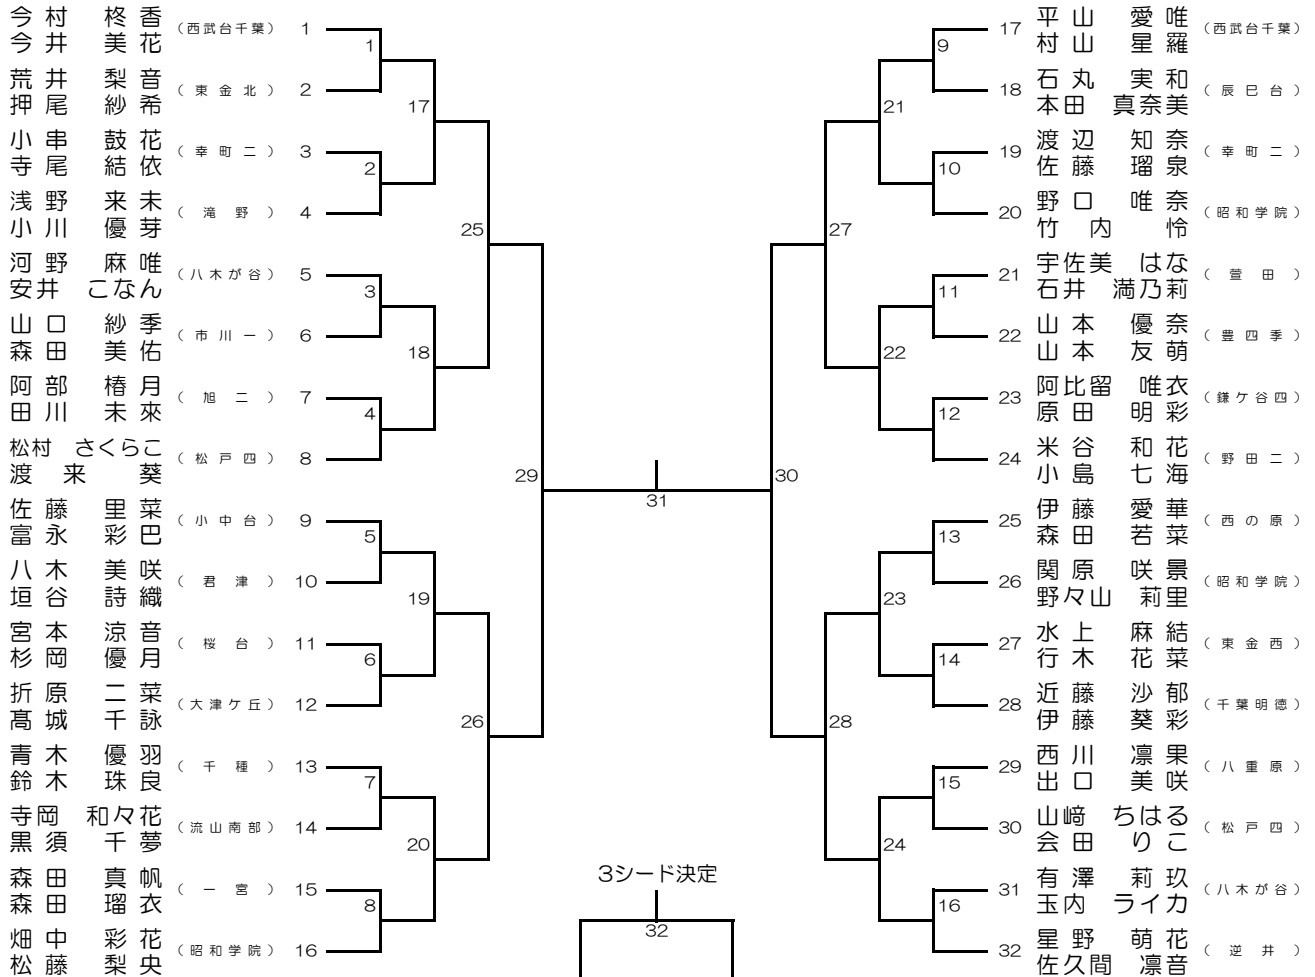 今村 柊香 (西武台千葉) 1
今井 美花
荒井 梨音 (東金北) 2
押尾 紗希
小串 鼓花 (幸町二) 3
寺尾 結依
浅野 来未 (滝野) 4
小川 優芽
河野 麻唯 (八木が谷) 5
安井 こなん
山口 紗季 (市川一) 6
森田 美佑
阿部 椿月 (旭二) 7
田川 未來
松村 さくらこ (松戸四) 8
渡来 葵
佐藤 里菜 (小中台) 9
富永 彩巴
八木 美咲 (君津) 10
垣谷 詩織
宮本 涼音 (桜台) 11
杉岡 優月
折原 二菜 (大津ケ丘) 12
髙城 千詠
青木 優羽 (千種) 13
鈴木 珠良
寺岡 和々花 (流山南部) 14
黒須 千夢
森田 真帆 (一宮) 15
森田 瑠衣
畑中 彩花 (昭和学院) 16
松藤 梨央
1
2
3
4
5
6
7
8
17
18
19
20
25
26
29
31
30
27
28
21
22
23
24
9
10
11
12
13
14
15
16
3シード決定
32
17 平山 愛唯 (西武台千葉)
村山 星羅
18 石丸 実和 (辰巳台)
本田 真奈美
19 渡辺 知奈 (幸町二)
佐藤 瑠泉
20 野口 唯奈 (昭和学院)
竹内 怜
21 宇佐美 はな (萱田)
石井 満乃莉
22 山本 優奈 (豊四季)
山本 友萌
23 阿比留 唯衣 (鎌ケ谷四)
原田 明彩
24 米谷 和花 (野田二)
小島 七海
25 伊藤 愛華 (西の原)
森田 若菜
26 関原 咲景 (昭和学院)
野々山 莉里
27 水上 麻結 (東金西)
行木 花菜
28 近藤 沙郁 (千葉明徳)
伊藤 葵彩
29 西川 凛果 (八重原)
出口 美咲
30 山﨑 ちはる (松戸四)
会田 りこ
31 有澤 莉玖 (八木が谷)
玉内 ライカ
32 星野 萌花 (逆井)
佐久間 凛音